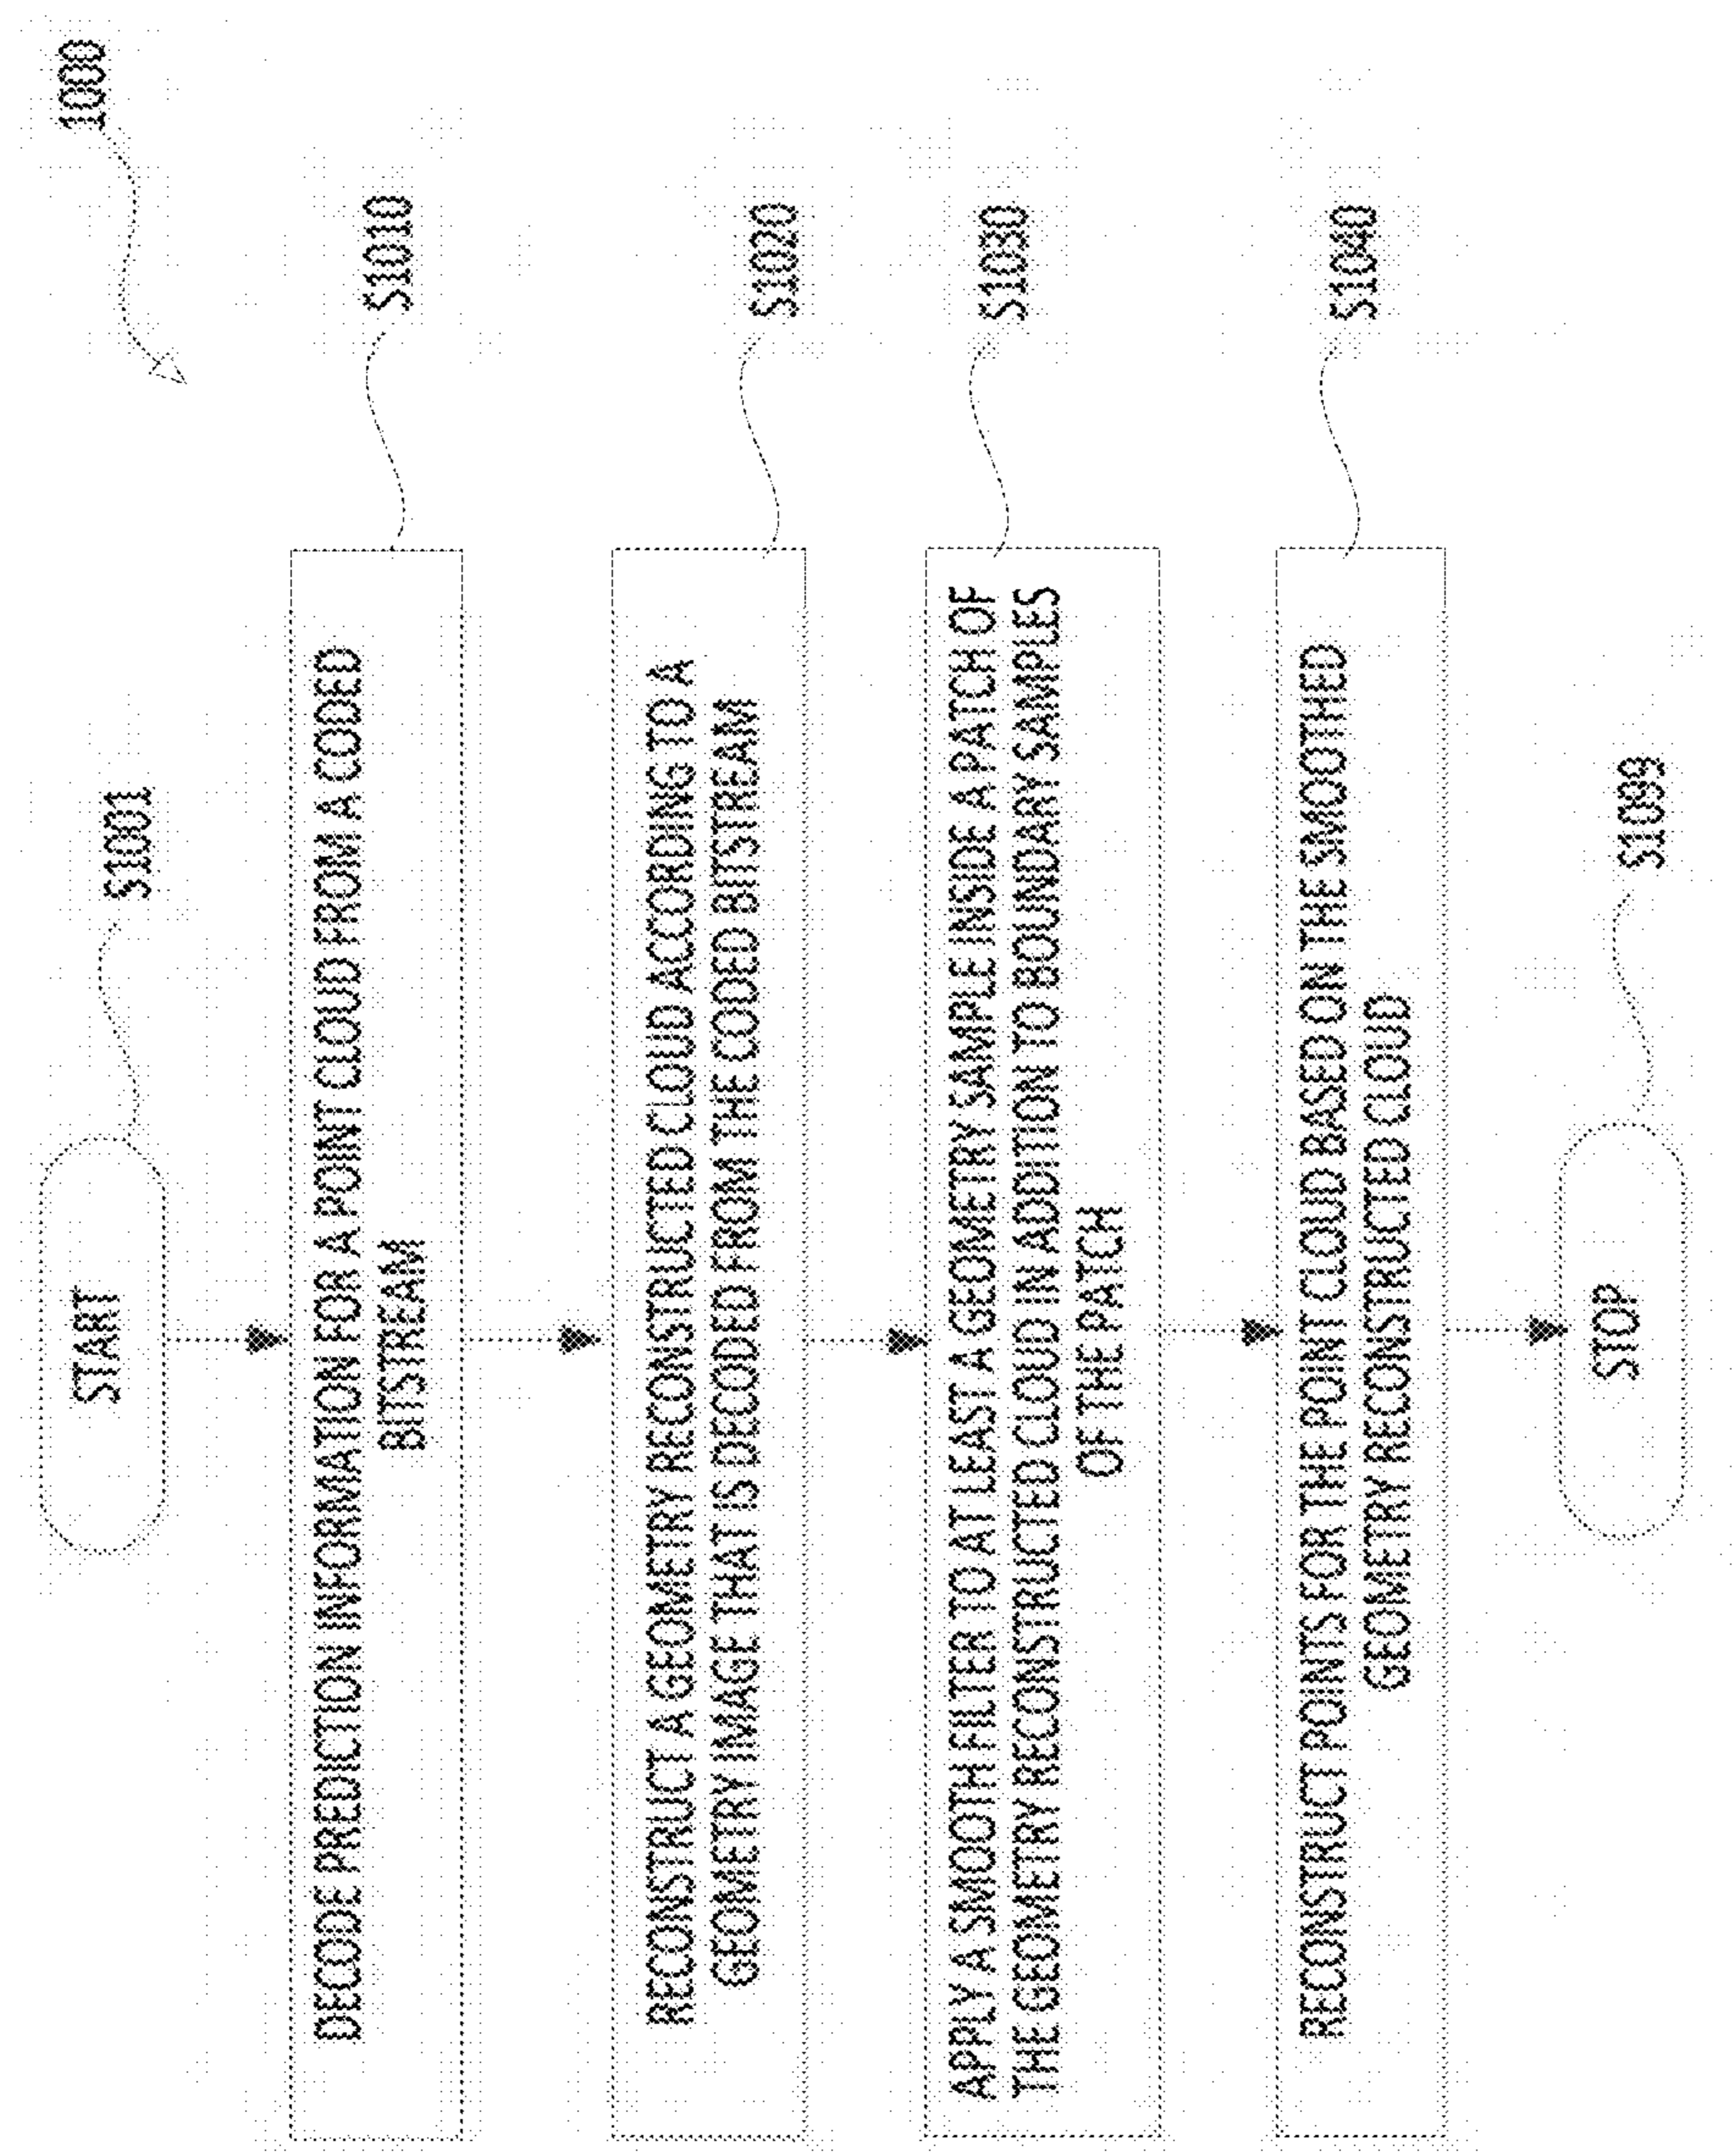 1000
START
S1001
DECODE PREDICTION INFORMATION FOR A POINT CLOUD FROM A CODED
BITSTREAM
S1010
RECONSTRUCT A GEOMETRY RECONSTRUCTED CLOUD ACCORDING TO A
GEOMETRY IMAGE THAT IS DECODED FROM THE CODED BITSTREAM
S1020
APPLY A SMOOTH FILTER TO AT LEAST A GEOMETRY SAMPLE INSIDE A PATCH OF
THE GEOMETRY RECONSTRUCTED CLOUD IN ADDITION TO BOUNDARY SAMPLES
OF THE PATCH
S1030
RECONSTRUCT POINTS FOR THE POINT CLOUD BASED ON THE SMOOTHED
GEOMETRY RECONSTRUCTED CLOUD
S1040
STOP
S1099